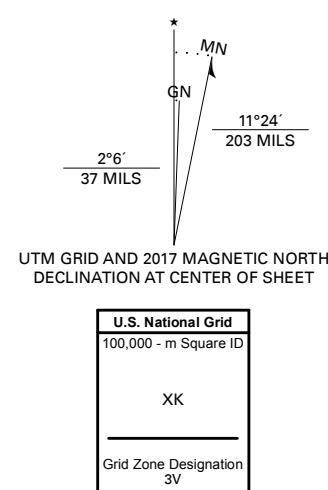 ★
MN
GN
11°24´
203 MILS
2°6´
37 MILS
UTM GRID AND 2017 MAGNETIC NORTH
DECLINATION AT CENTER OF SHEET
U.S. National Grid
100,000 - m Square ID
XK
Grid Zone Designation
3V